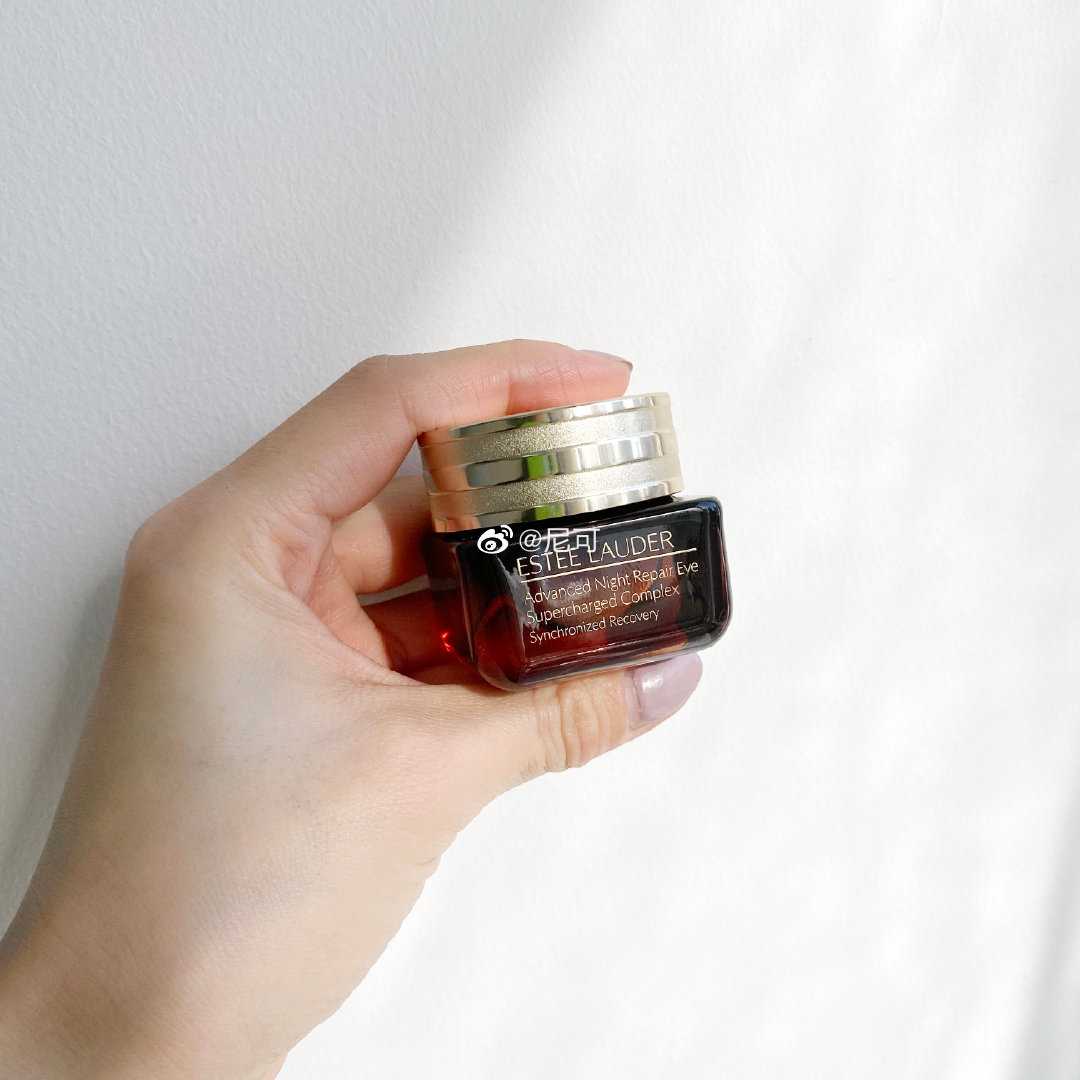 @尼可
ESTEE LAUDER
Advanced Night Repair Eye
Supercharged Complex
Synchronized Recovery